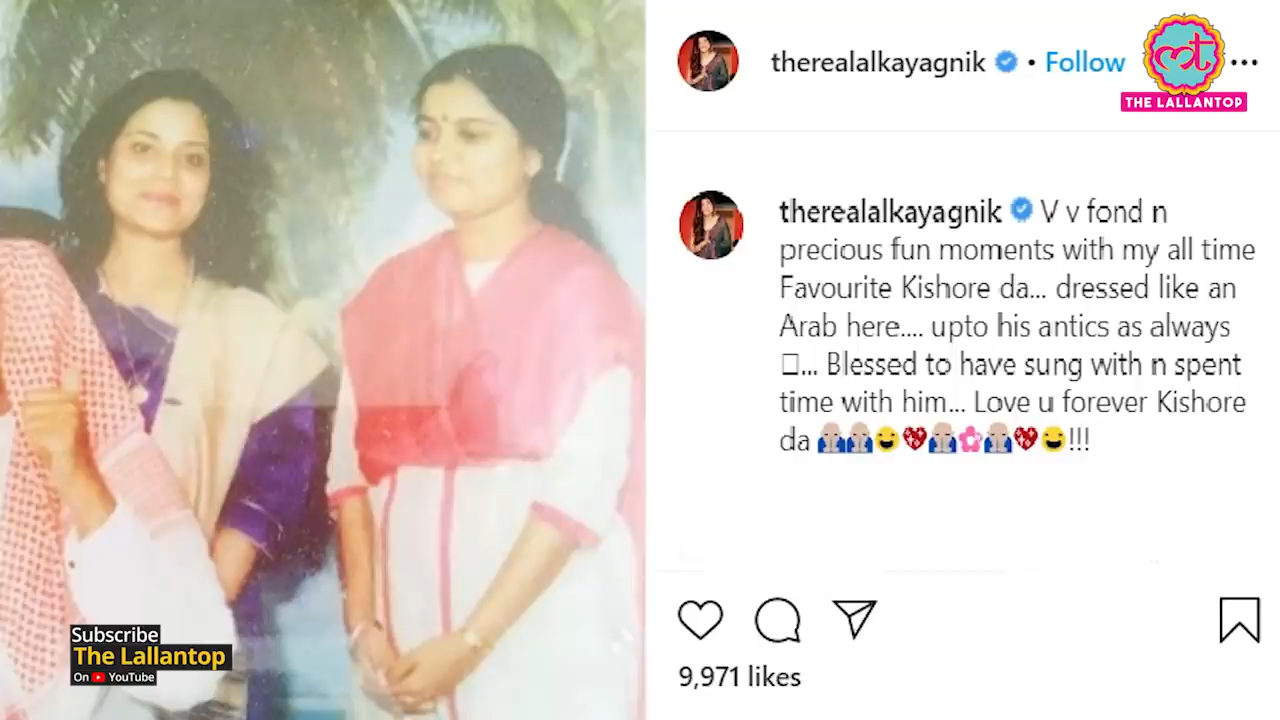 therealalkayagnik • Follow
THE LALLANTOP
therealalkayagnik V v fond n
precious fun moments with my all time
Favourite Kishore da... dressed like an
Arab here.... upto his antics as always
... Blessed to have sung with n spent
time with him... Love u forever Kishore
da 🙏🙏😄💖🙏🌸🙏💖😄!!!
9,971 likes
Subscribe
The Lallantop
On YouTube